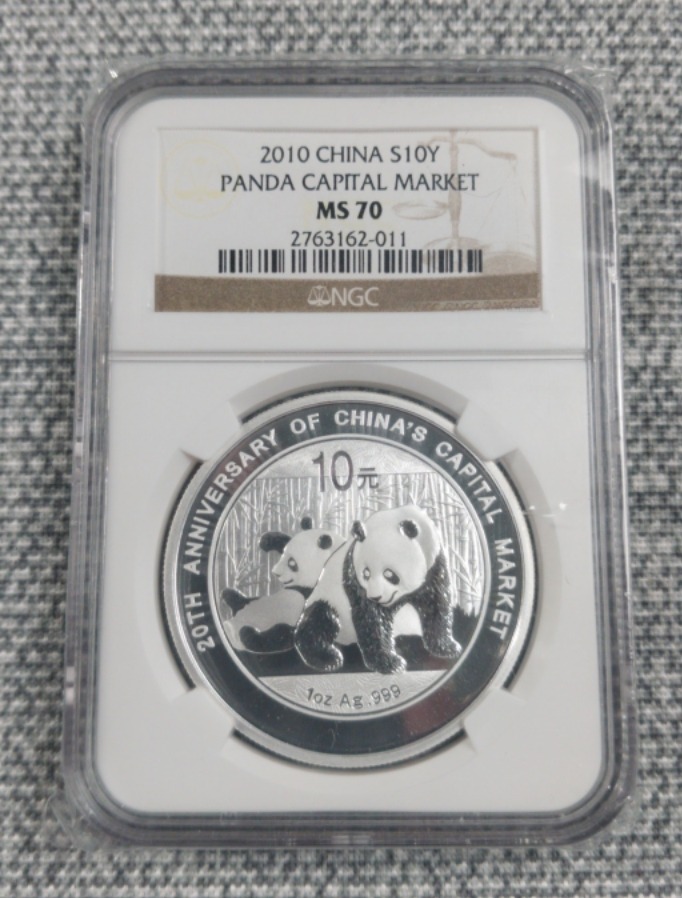 2010 CHINA S10Y
PANDA CAPITAL MARKET
MS 70
2763162-011
NGC
20TH ANNIVERSARY OF CHINA'S CAPITAL MARKET
10元
1oz Ag .999